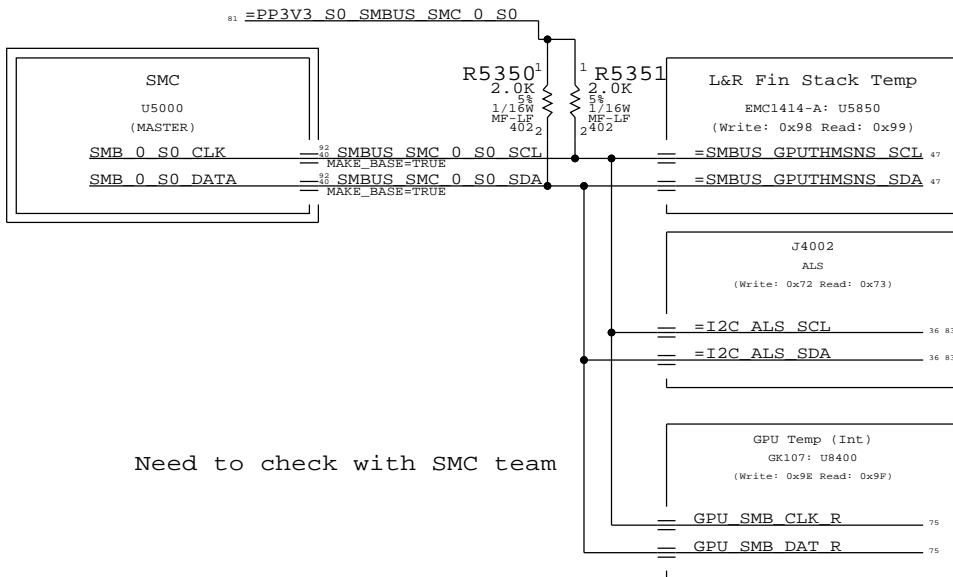 81 =PP3V3_S0_SMBUS_SMC_0_S0
SMC
U5000
(MASTER)
SMB_0_S0_CLK
SMB_0_S0_DATA
92
40
SMBUS_SMC_0_S0_SCL
MAKE_BASE=TRUE
92
40
SMBUS_SMC_0_S0_SDA
MAKE_BASE=TRUE
R5350
1
2.0K
5%
1/16W
MF-LF
402
2
1
R5351
2.0K
5%
1/16W
MF-LF
402
2
L&R Fin Stack Temp
EMC1414-A: U5850
(Write: 0x98 Read: 0x99)
=SMBUS_GPUTHMSNS_SCL 47
=SMBUS_GPUTHMSNS_SDA 47
J4002
ALS
(Write: 0x72 Read: 0x73)
=I2C_ALS_SCL 36 83
=I2C_ALS_SDA 36 83
Need to check with SMC team
GPU Temp (Int)
GK107: U8400
(Write: 0x9E Read: 0x9F)
GPU_SMB_CLK_R 75
GPU_SMB_DAT_R 75